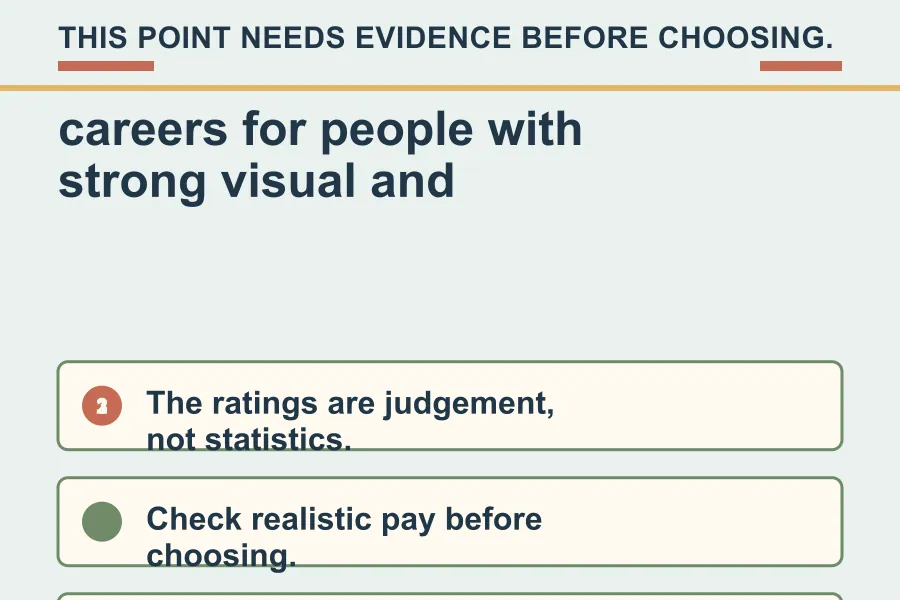 THIS POINT NEEDS EVIDENCE BEFORE CHOOSING.
careers for people with
strong visual and
The ratings are judgement,
not statistics.
Check realistic pay before
choosing.